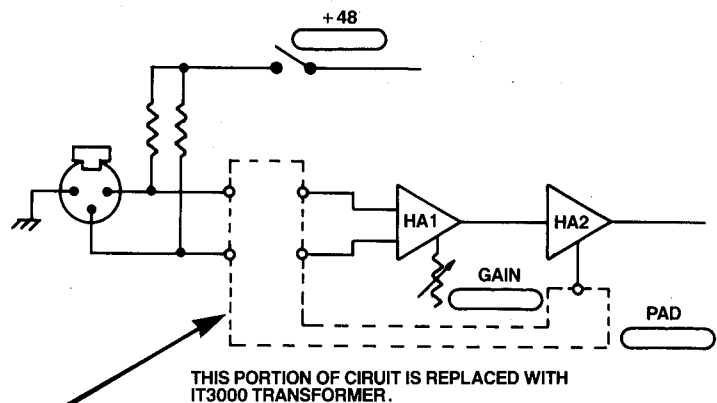 +48
HA1
HA2
GAIN
PAD
THIS PORTION OF CIRUIT IS REPLACED WITH
IT3000 TRANSFORMER.